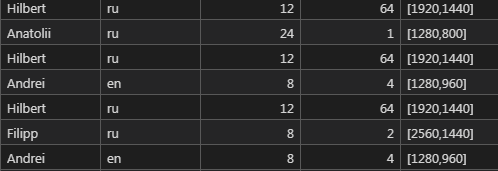 Hilbert ru 12 64 [1920,1440]
Anatolii ru 24 1 [1280,800]
Hilbert ru 12 64 [1920,1440]
Andrei en 8 4 [1280,960]
Hilbert ru 12 64 [1920,1440]
Filipp ru 8 2 [2560,1440]
Andrei en 8 4 [1280,960]